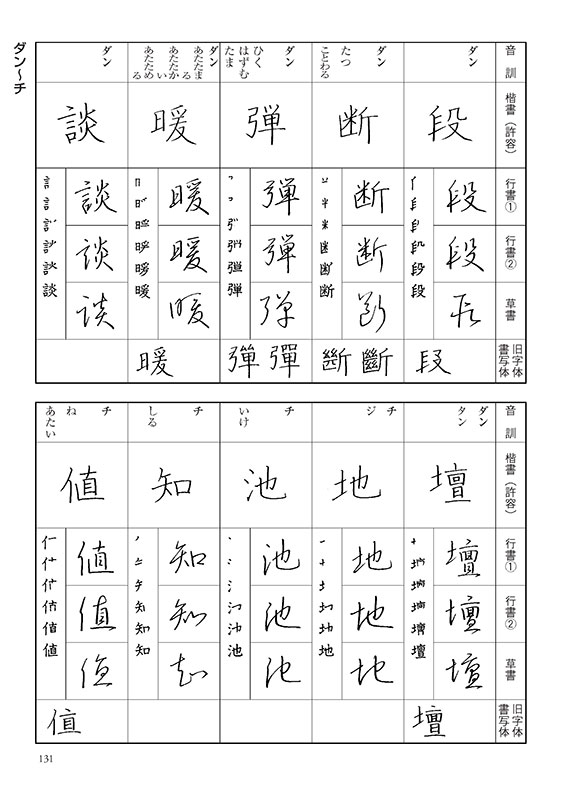 ダン〜チ
音 訓
楷書（許容）
行書①
行書②
草書
旧字体
書写体
ダン
段
段
段
段
段
ダン
たつ
ことわる
断
断
断
断
斷 斷
ダン
ひく
はずむ
たま
弾
弾
弾
弾
彈 彈
ダン
あたたま
る
あたたか
い
あたため
る
暖
暖
暖
暖
暖
ダン
談
談
談
談
音 訓
楷書（許容）
行書①
行書②
草書
旧字体
書写体
ダン
タン
壇
壇
壇
壇
壇
チ
ジ
地
地
地
地
チ
いけ
池
池
池
池
チ
しる
知
知
知
知
チ
ね
あたい
値
値
値
値
値
131